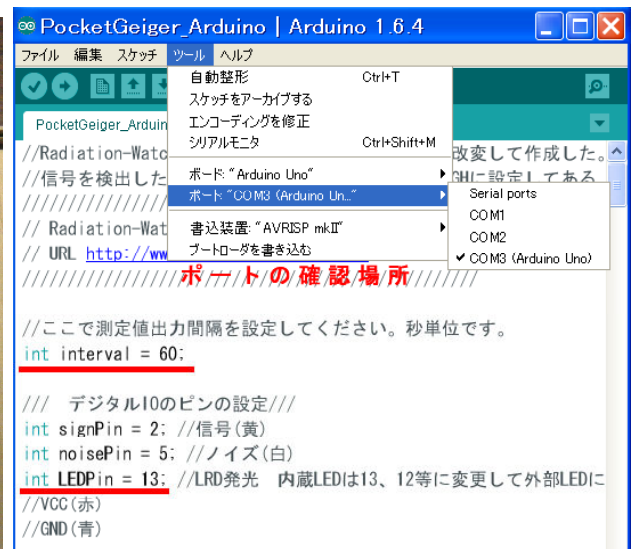 PocketGeiger_Arduino | Arduino 1.6.4
ファイル 編集 スケッチ ツール ヘルプ
自動整形 Ctrl+T
スケッチをアーカイブする
エンコーディングを修正
シリアルモニタ Ctrl+Shift+M
ボード: "Arduino Uno"
ポート: "COM3 (Arduino Un..."
書込装置: "AVRISP mkII"
ブートローダを書き込む
Serial ports
COM1
COM2
✔ COM3 (Arduino Uno)
PocketGeiger_Arduin
//Radiation-Watc 改変して作成した。
//信号を検出した GHに設定してある
/////////////////
// Radiation-Wat
// URL http://ww
ポートの確認場所
//ここで測定値出力間隔を設定してください。秒単位です。
int interval = 60;
/// デジタルIOのピンの設定///
int signPin = 2; //信号(黄)
int noisePin = 5; //ノイズ(白)
int LEDPin = 13; //LRD発光 内蔵LEDは13、12等に変更して外部LEDに
//VCC(赤)
//GND(青)